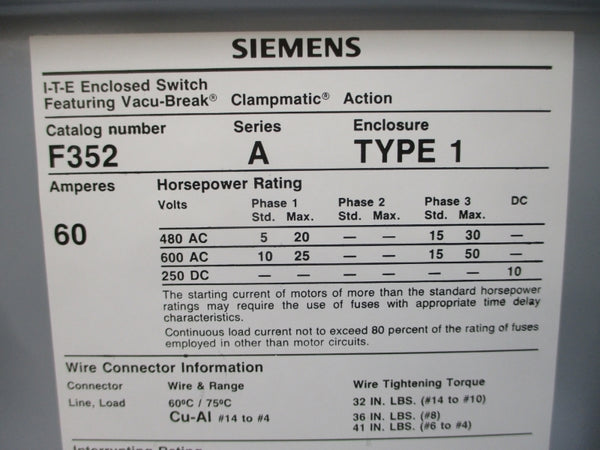 SIEMENS
I-T-E Enclosed Switch
Featuring Vacu-Break® Clampmatic® Action
Catalog number Series Enclosure
F352 A TYPE 1
Amperes Horsepower Rating
Volts Phase 1 Phase 2 Phase 3 DC
Std. Max. Std. Max. Std. Max.
60
480 AC 5 20 — — 15 30 —
600 AC 10 25 — — 15 50 —
250 DC — — — — — — 10
The starting current of motors of more than the standard horsepower
ratings may require the use of fuses with appropriate time delay
characteristics.
Continuous load current not to exceed 80 percent of the rating of fuses
employed in other than motor circuits.
Wire Connector Information
Connector Wire & Range Wire Tightening Torque
Line, Load 60ºC / 75ºC 32 IN. LBS. (#14 to #10)
Cu-Al #14 to #4 36 IN. LBS. (#8)
41 IN. LBS. (#6 to #4)
Interrupting Rating